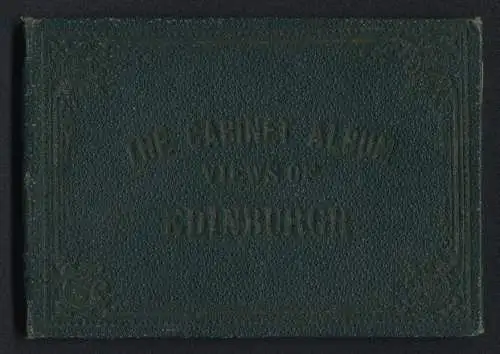 THE CABINET ALBUM
VIEWS OF
EDINBURGH